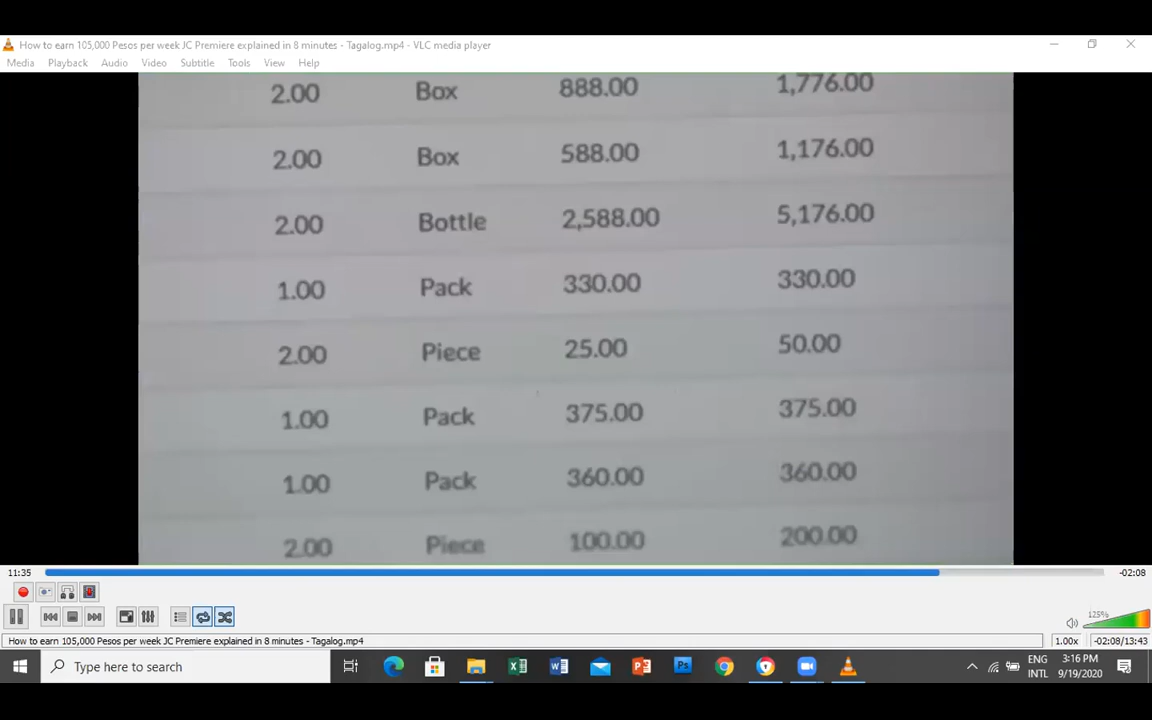 How to earn 105,000 Pesos per week JC Premiere explained in 8 minutes - Tagalog.mp4 - VLC media player
Media Playback Audio Video Subtitle Tools View Help
2.00 Box 888.00 1,776.00
2.00 Box 588.00 1,176.00
2.00 Bottle 2,588.00 5,176.00
1.00 Pack 330.00 330.00
2.00 Piece 25.00 50.00
1.00 Pack 375.00 375.00
1.00 Pack 360.00 360.00
2.00 Piece 100.00 200.00
11:35 -02:08
125%
How to earn 105,000 Pesos per week JC Premiere explained in 8 minutes - Tagalog.mp4 1.00x -02:08/13:43
Type here to search
ENG 3:16 PM
INTL 9/19/2020